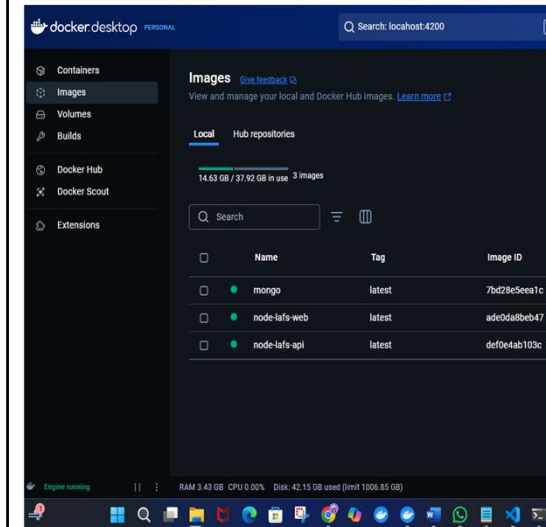 docker.desktop PERSONAL
Search: locahost:4200
Containers
Images
Volumes
Builds
Docker Hub
Docker Scout
Extensions
Images Give feedback
View and manage your local and Docker Hub images. Learn more
Local Hub repositories
14.63 GB / 37.92 GB in use 3 images
Search
Name Tag Image ID
mongo latest 7bd28e5eea1c
node-lafs-web latest ade0da8beb47
node-lafs-api latest def0e4ab103c
Engine running RAM 3.43 GB CPU 0.00% Disk: 42.15 GB used (limit 1006.85 GB)